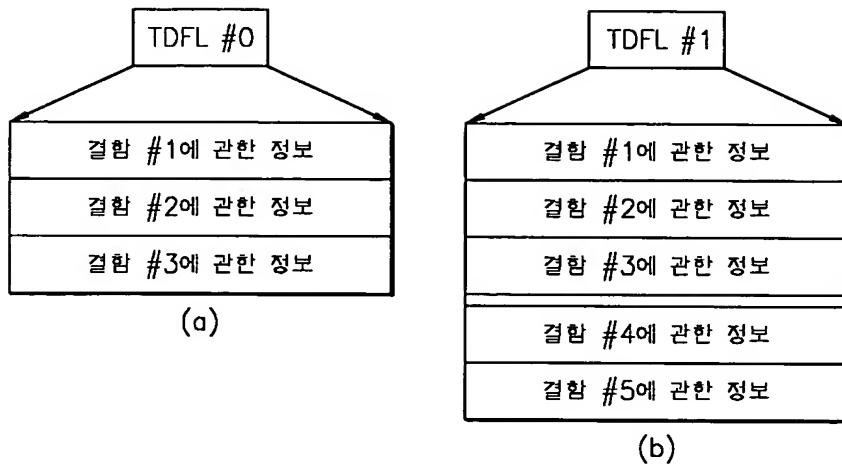 TDFL #0
결함 #1에 관한 정보
결함 #2에 관한 정보
결함 #3에 관한 정보
(a)
TDFL #1
결함 #1에 관한 정보
결함 #2에 관한 정보
결함 #3에 관한 정보
결함 #4에 관한 정보
결함 #5에 관한 정보
(b)